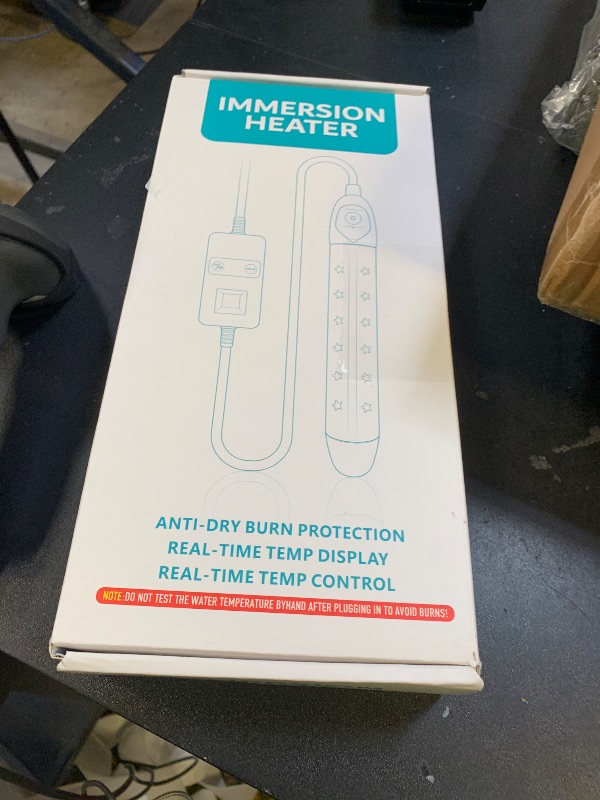 IMMERSION
HEATER
ANTI-DRY BURN PROTECTION
REAL-TIME TEMP DISPLAY
REAL-TIME TEMP CONTROL
NOTE:DO NOT TEST THE WATER TEMPERATURE BYHAND AFTER PLUGGING IN TO AVOID BURNS!